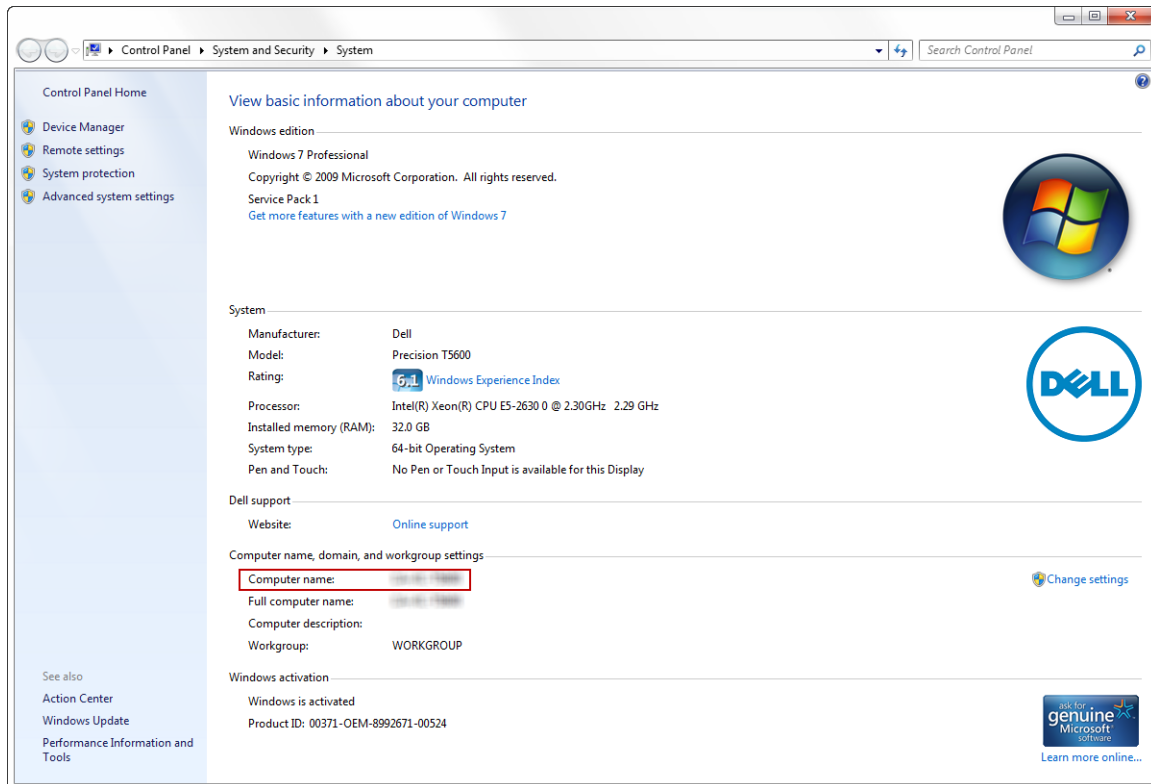 Control Panel ▸ System and Security ▸ System
Search Control Panel
Control Panel Home
Device Manager
Remote settings
System protection
Advanced system settings
See also
Action Center
Windows Update
Performance Information and
Tools
View basic information about your computer
Windows edition
Windows 7 Professional
Copyright © 2009 Microsoft Corporation. All rights reserved.
Service Pack 1
Get more features with a new edition of Windows 7
System
Manufacturer: Dell
Model: Precision T5600
Rating: 6,1 Windows Experience Index
Processor: Intel(R) Xeon(R) CPU E5-2630 0 @ 2.30GHz 2.29 GHz
Installed memory (RAM): 32.0 GB
System type: 64-bit Operating System
Pen and Touch: No Pen or Touch Input is available for this Display
DELL
Dell support
Website: Online support
Computer name, domain, and workgroup settings
Computer name:
Change settings
Full computer name:
Computer description:
Workgroup: WORKGROUP
Windows activation
Windows is activated
Product ID: 00371-OEM-8992671-00524
ask for
genuine
Microsoft
software
Learn more online...